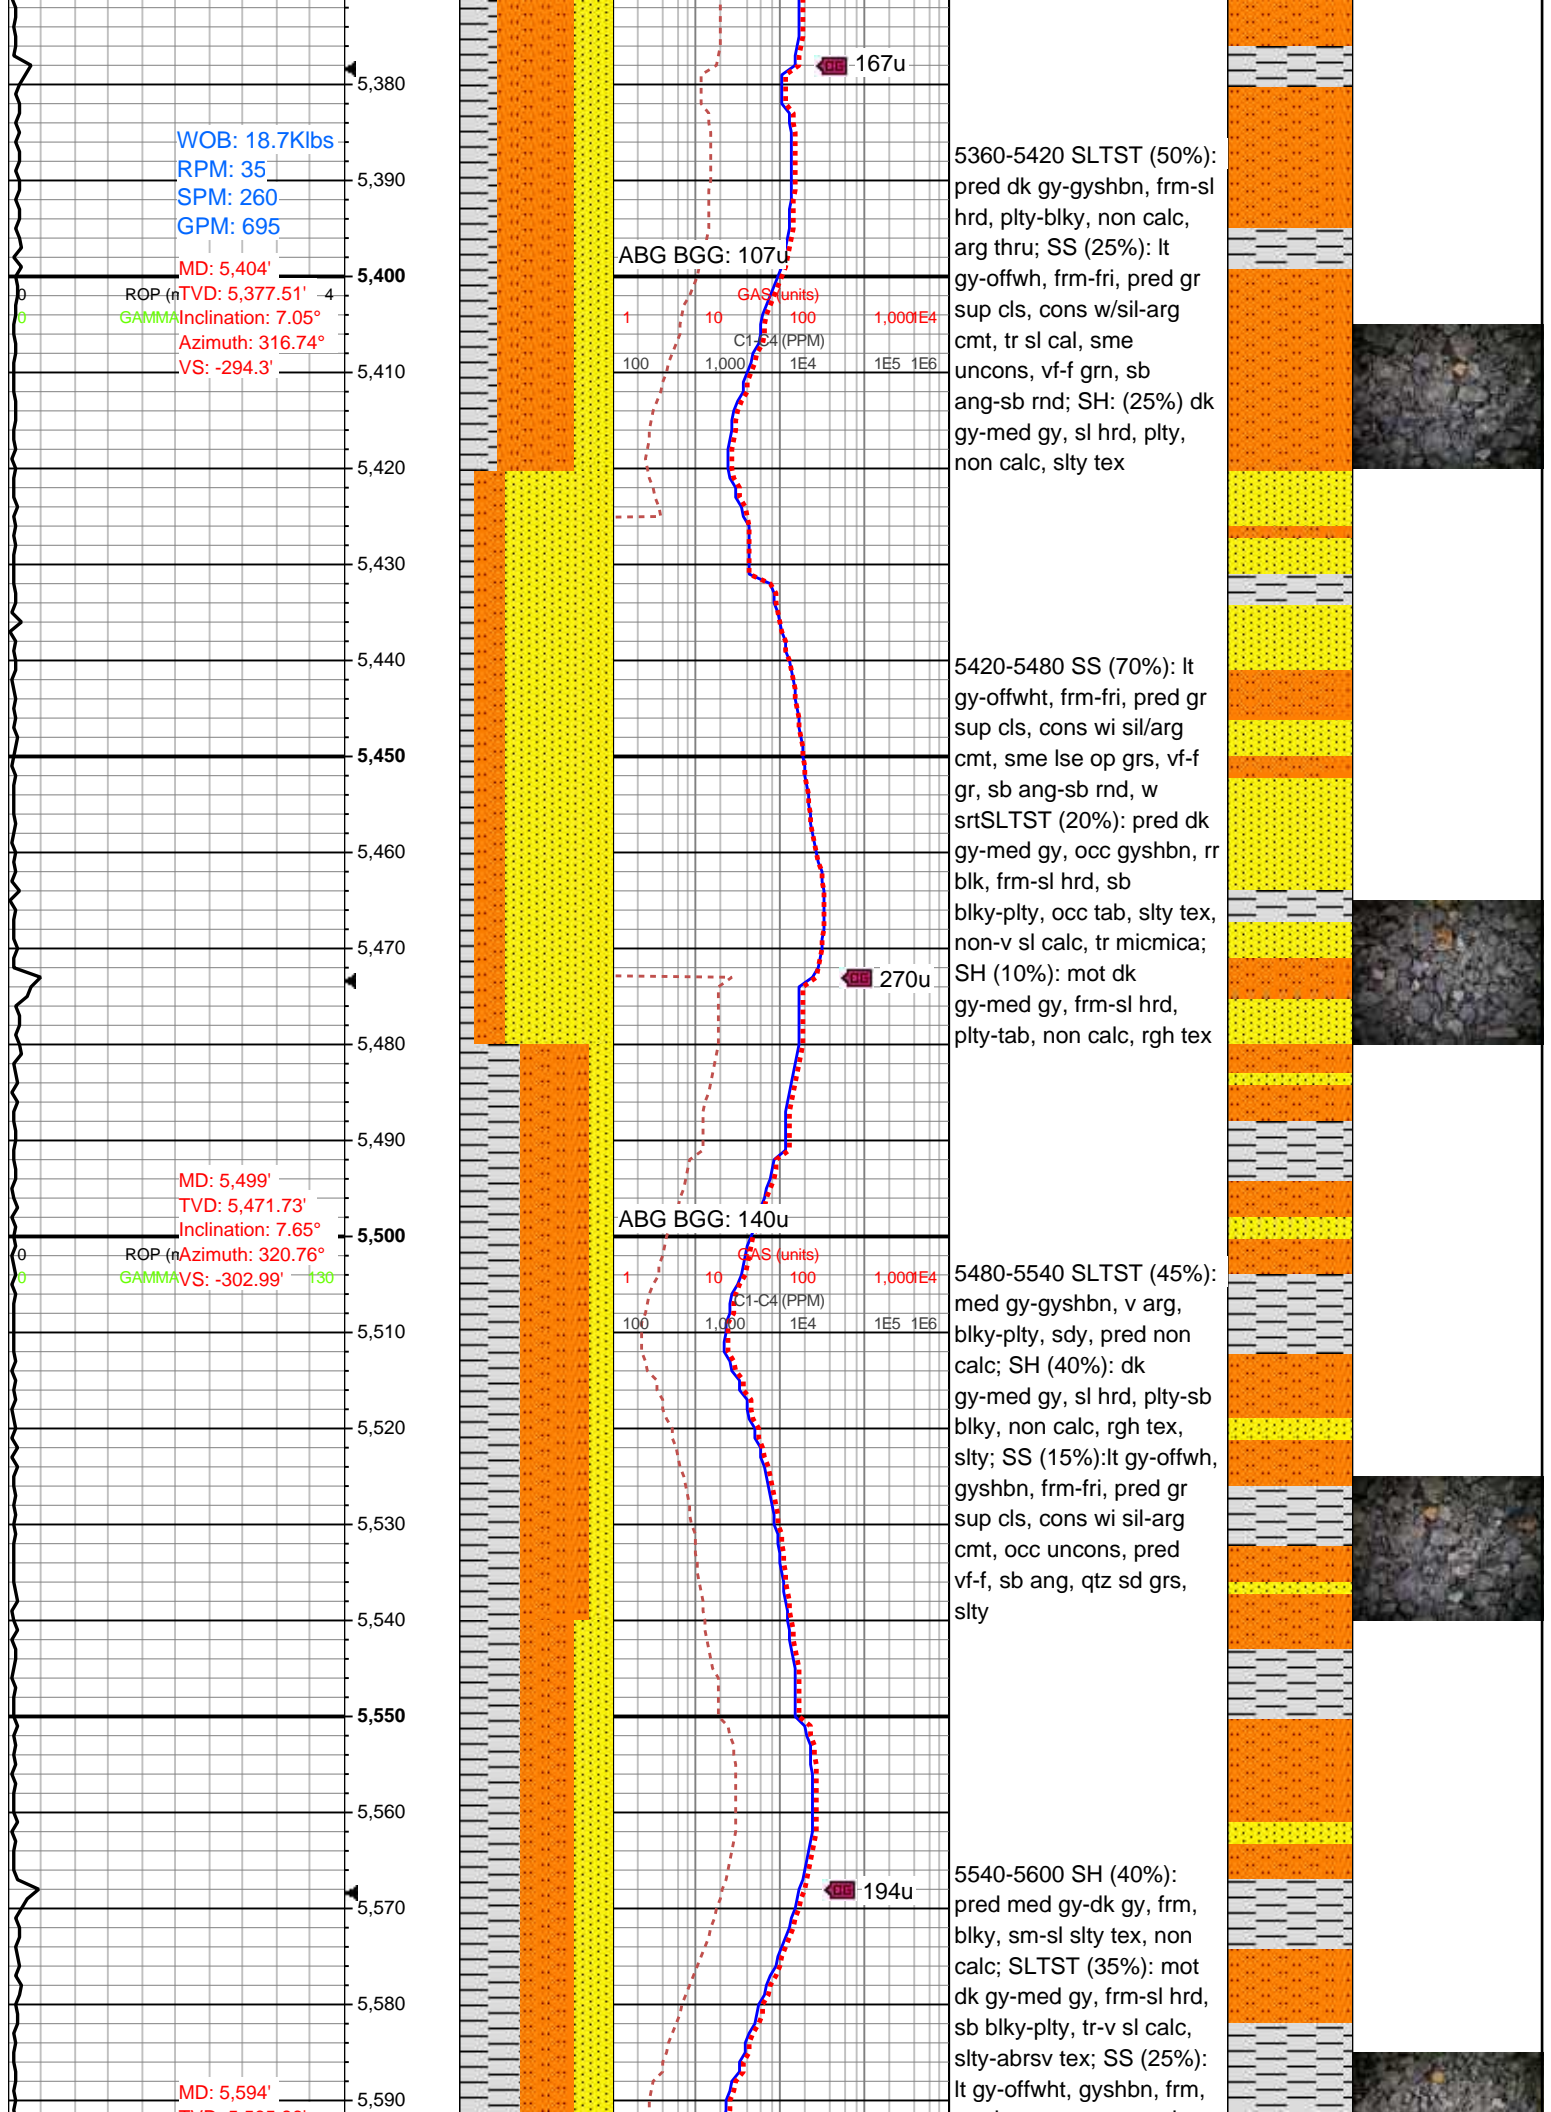 167u
5,380
WOB: 18.7Klbs
RPM: 35
SPM: 260
GPM: 695
5,390
5360-5420 SLTST (50%):
pred dk gy-gyshbn, frm-sl
hrd, plty-blky, non calc,
arg thru; SS (25%): lt
gy-offwh, frm-fri, pred gr
sup cls, cons w/sil-arg
cmt, tr sl cal, sme
uncons, vf-f grn, sb
ang-sb rnd; SH: (25%) dk
gy-med gy, sl hrd, plty,
non calc, slty tex
ABG BGG: 107u
MD: 5,404'
TVD: 5,377.51'
Inclination: 7.05°
Azimuth: 316.74°
VS: -294.3'
5,400
0 ROP ( 4
0 GAMMA
GAS (units)
1 10 100 1,000 1E4
C1-C4 (PPM)
100 1,000 1E4 1E5 1E6
5,410
5,420
5,430
5,440
5420-5480 SS (70%): lt
gy-offwht, frm-fri, pred gr
sup cls, cons wi sil/arg
cmt, sme lse op grs, vf-f
gr, sb ang-sb rnd, w
srtSLTST (20%): pred dk
gy-med gy, occ gyshbn, rr
blk, frm-sl hrd, sb
blky-plty, occ tab, slty tex,
non-v sl calc, tr micmica;
SH (10%): mot dk
gy-med gy, frm-sl hrd,
plty-tab, non calc, rgh tex
5,450
5,460
5,470
270u
5,480
5,490
MD: 5,499'
TVD: 5,471.73'
Inclination: 7.65°
Azimuth: 320.76°
VS: -302.99'
ABG BGG: 140u
5,500
0 ROP (
0 GAMMA 130
GAS (units)
1 10 100 1,000 1E4
C1-C4 (PPM)
100 1,000 1E4 1E5 1E6
5480-5540 SLTST (45%):
med gy-gyshbn, v arg,
blky-plty, sdy, pred non
calc; SH (40%): dk
gy-med gy, sl hrd, plty-sb
blky, non calc, rgh tex,
slty; SS (15%):lt gy-offwh,
gyshbn, frm-fri, pred gr
sup cls, cons wi sil-arg
cmt, occ uncons, pred
vf-f, sb ang, qtz sd grs,
slty
5,510
5,520
5,530
5,540
5,550
5,560
194u
5,570
5540-5600 SH (40%):
pred med gy-dk gy, frm,
blky, sm-sl slty tex, non
calc; SLTST (35%): mot
dk gy-med gy, frm-sl hrd,
sb blky-plty, tr-v sl calc,
slty-abrsv tex; SS (25%):
lt gy-offwht, gyshbn, frm,
5,580
5,590
MD: 5,594'